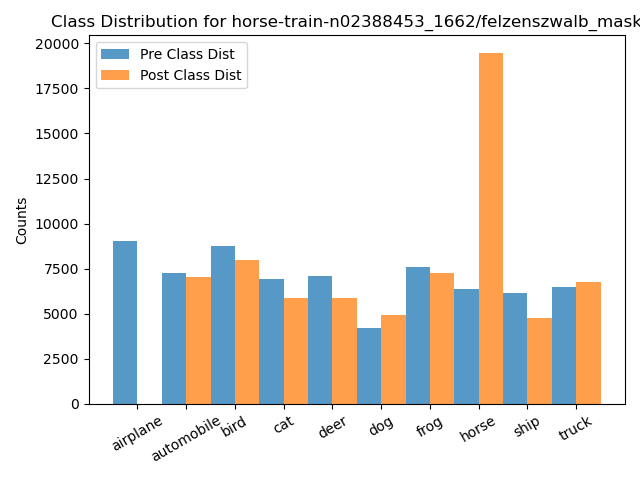 Class Distribution for horse-train-n02388453_1662/felzenszwalb_mask
Pre Class Dist
Post Class Dist
20000
17500
15000
12500
10000
7500
5000
2500
0
Counts
airplane
automobile
bird
cat
deer
dog
frog
horse
ship
truck